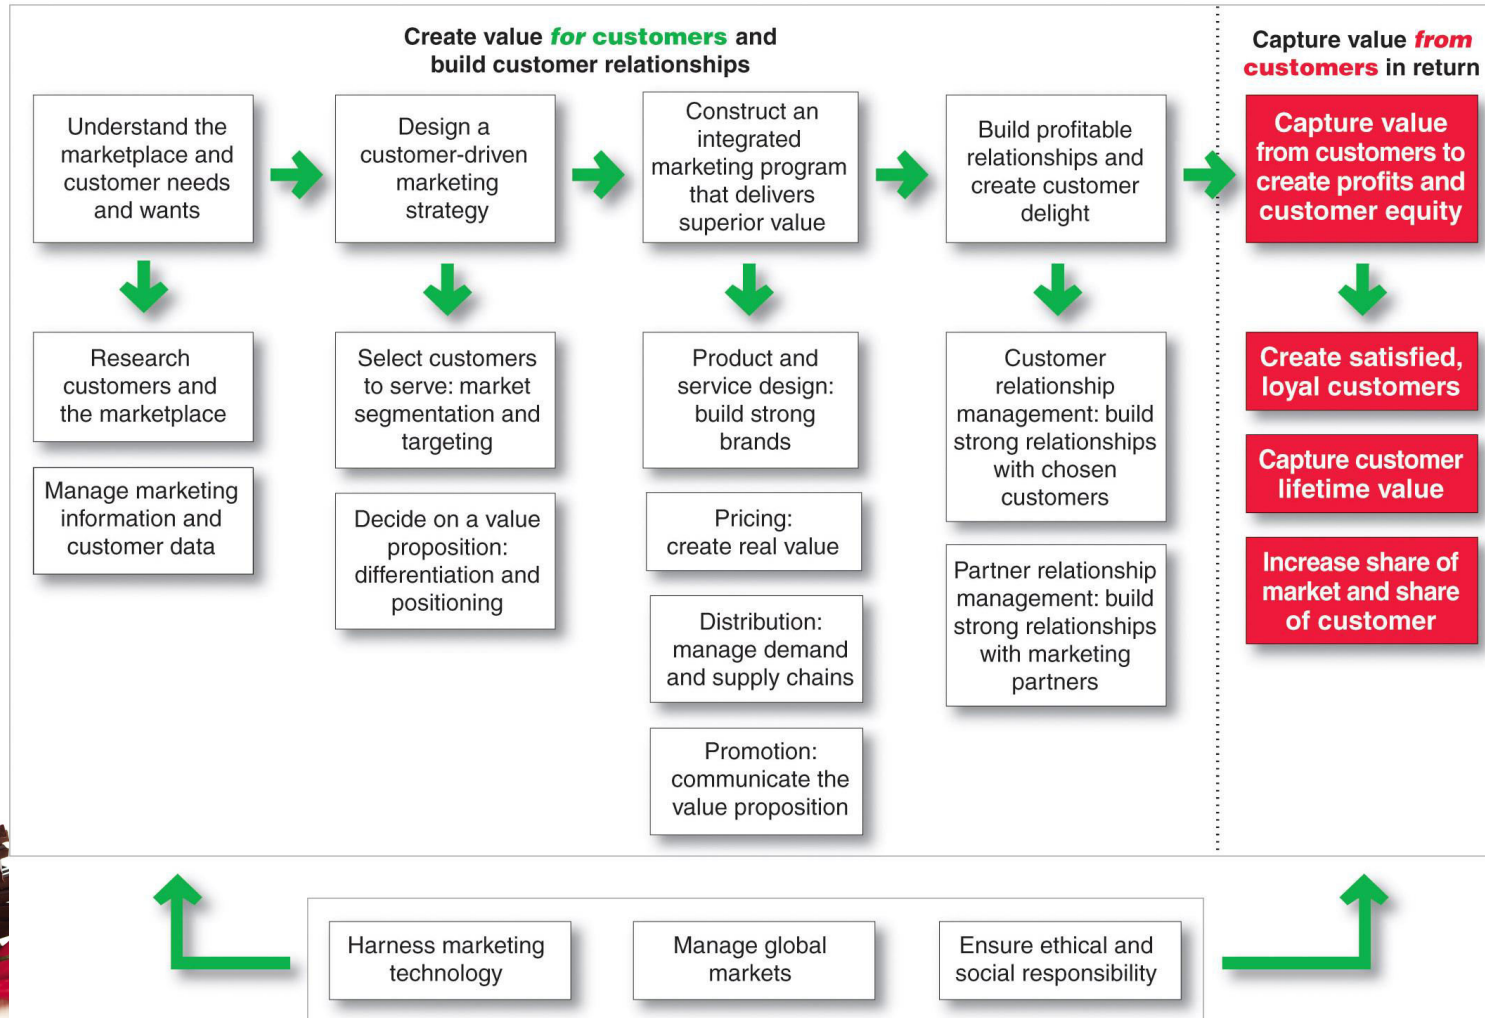 Create value for customers and
build customer relationships
Capture value from
customers in return
Understand the
marketplace and
customer needs
and wants
Design a
customer-driven
marketing
strategy
Construct an
integrated
marketing program
that delivers
superior value
Build profitable
relationships and
create customer
delight
Capture value
from customers to
create profits and
customer equity
Research
customers and
the marketplace
Manage marketing
information and
customer data
Select customers
to serve: market
segmentation and
targeting
Decide on a value
proposition:
differentiation and
positioning
Product and
service design:
build strong
brands
Pricing:
create real value
Distribution:
manage demand
and supply chains
Promotion:
communicate the
value proposition
Customer
relationship
management: build
strong relationships
with chosen
customers
Partner relationship
management: build
strong relationships
with marketing
partners
Create satisfied,
loyal customers
Capture customer
lifetime value
Increase share of
market and share
of customer
Harness marketing
technology
Manage global
markets
Ensure ethical and
social responsibility